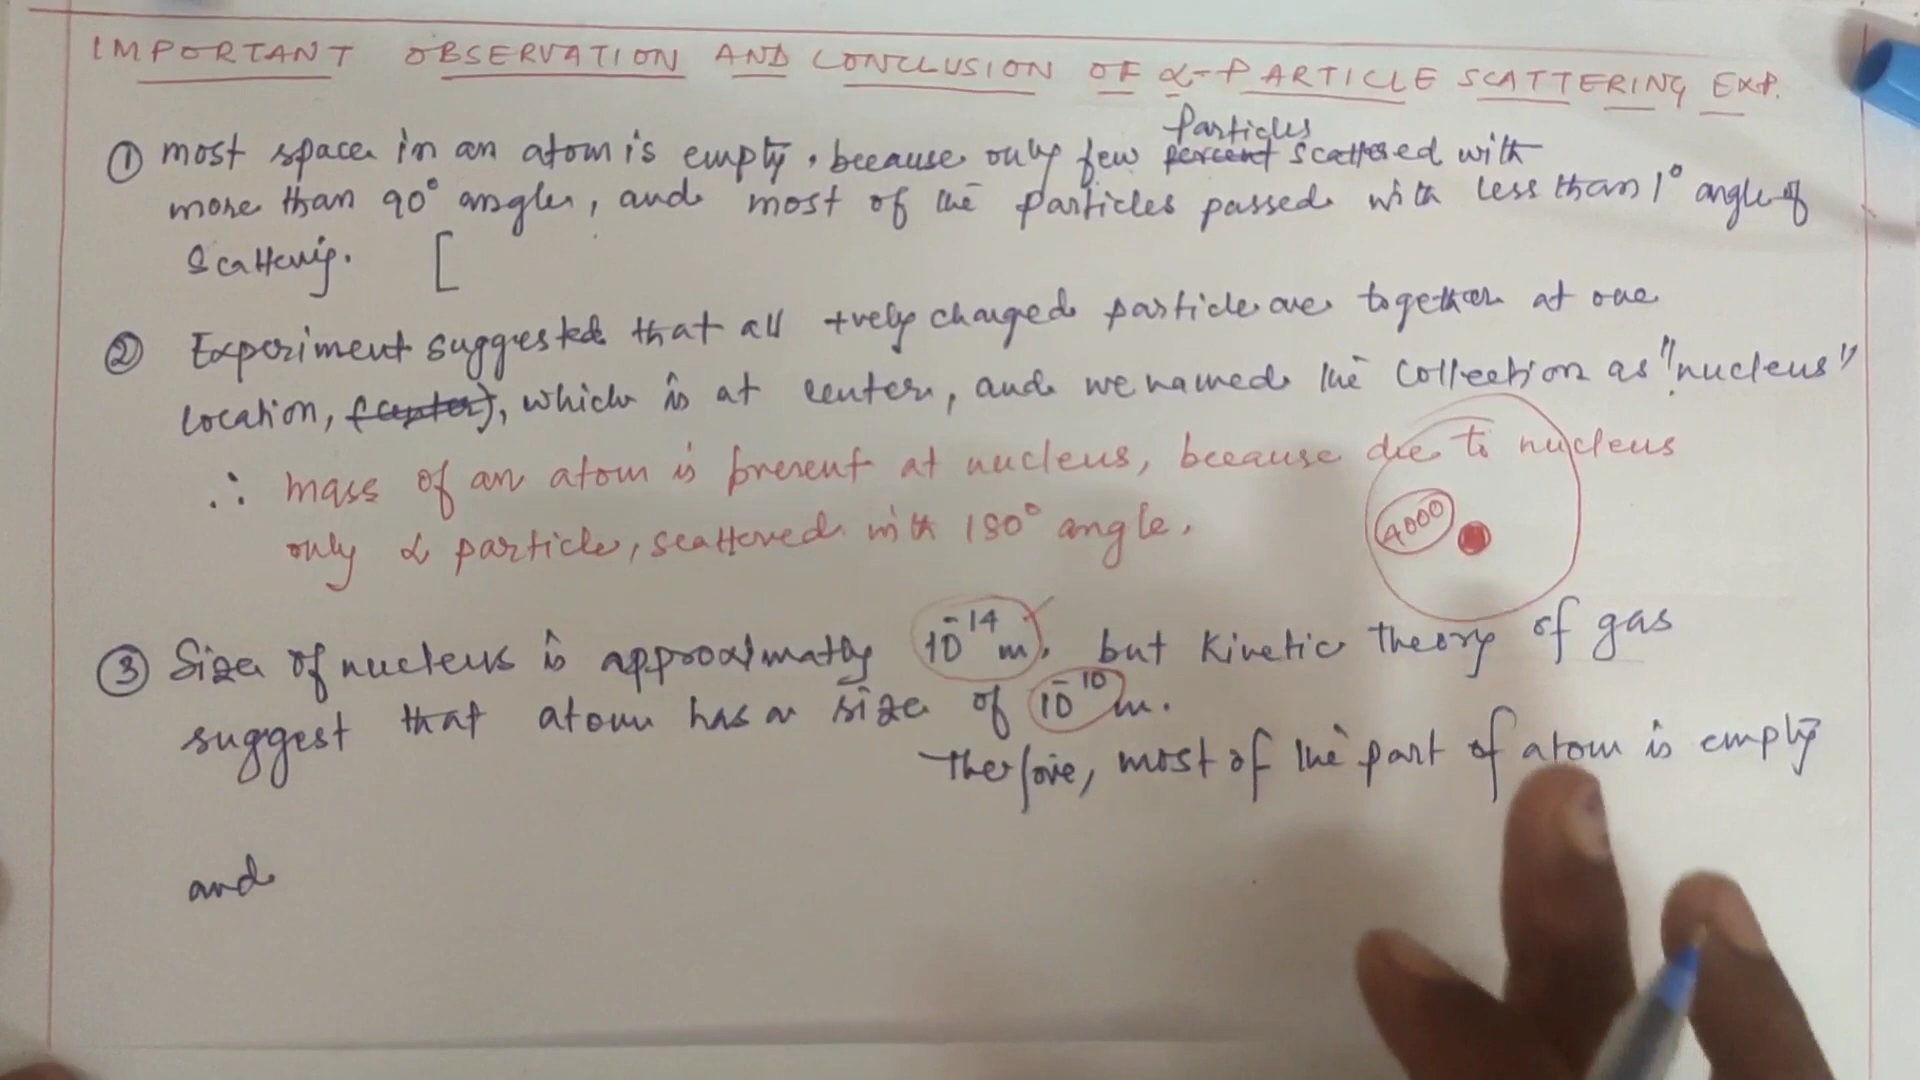 IMPORTANT OBSERVATION AND CONCLUSION OF α-PARTICLE SCATTERING EXP.
① most space in an atom is empty, because only few percent particles scattered with
more than 90° angles, and most of the particles passed with less than 1° angle of
scattering. [
② Experiment suggested that all +vely charged particle are together at one
location, (center), which is at center, and we named the collection as "nucleus"
∴ mass of an atom is present at nucleus, because due to nucleus
only α particle, scattered with 180° angle.
4000
③ Size of nucleus is approximatly 10^-14 m, but kinetic theory of gas
suggest that atom has a size of 10^-10 m.
Therfore, most of the part of atom is empty
and